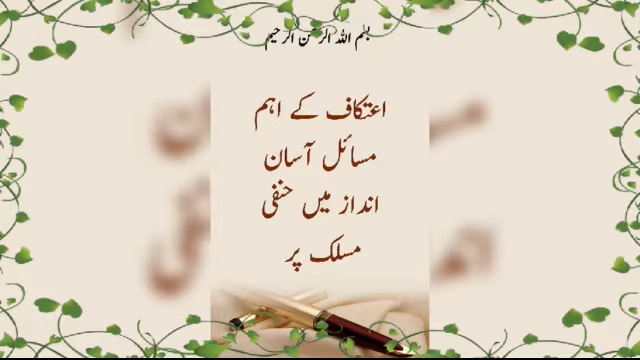 بسم اللہ الرحمن الرحیم
اعتکاف کے اہم
مسائل آسان
انداز میں حنفی
مسلک پر